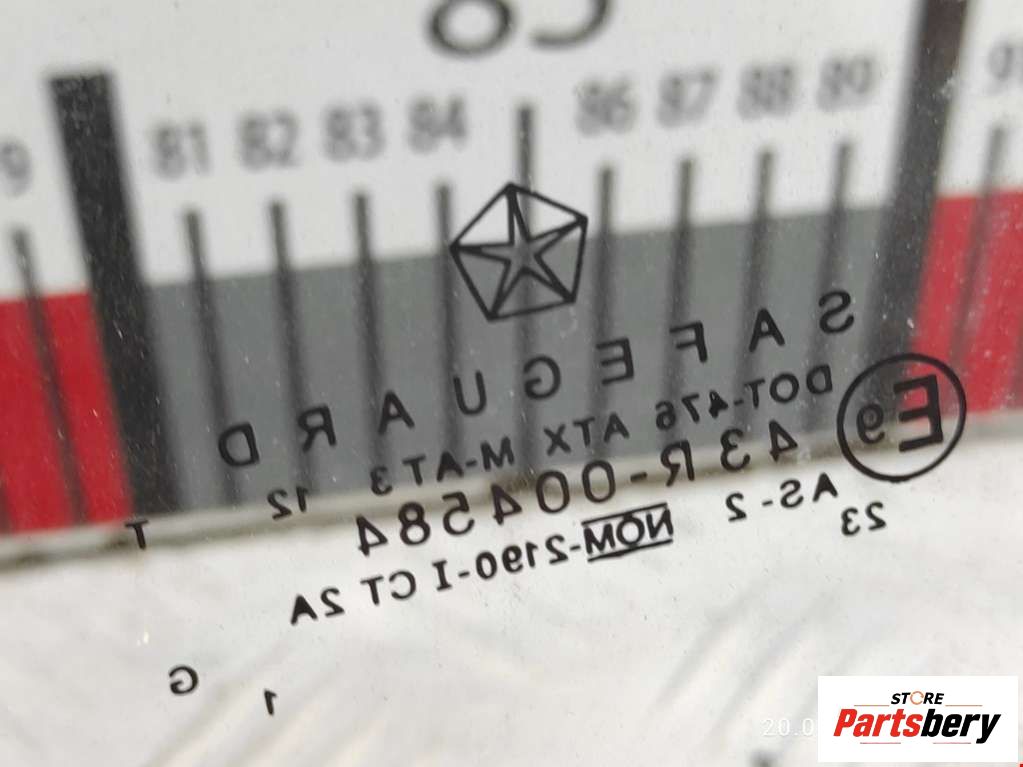 81 82 83 84 86 87 88 89
SAFEGUARD
E9
DOT-476 ATX M-AT3
12
43R-004584
T
AS-2 NOM-2190-I CT 2A
23
G
1
STORE
Partsbery